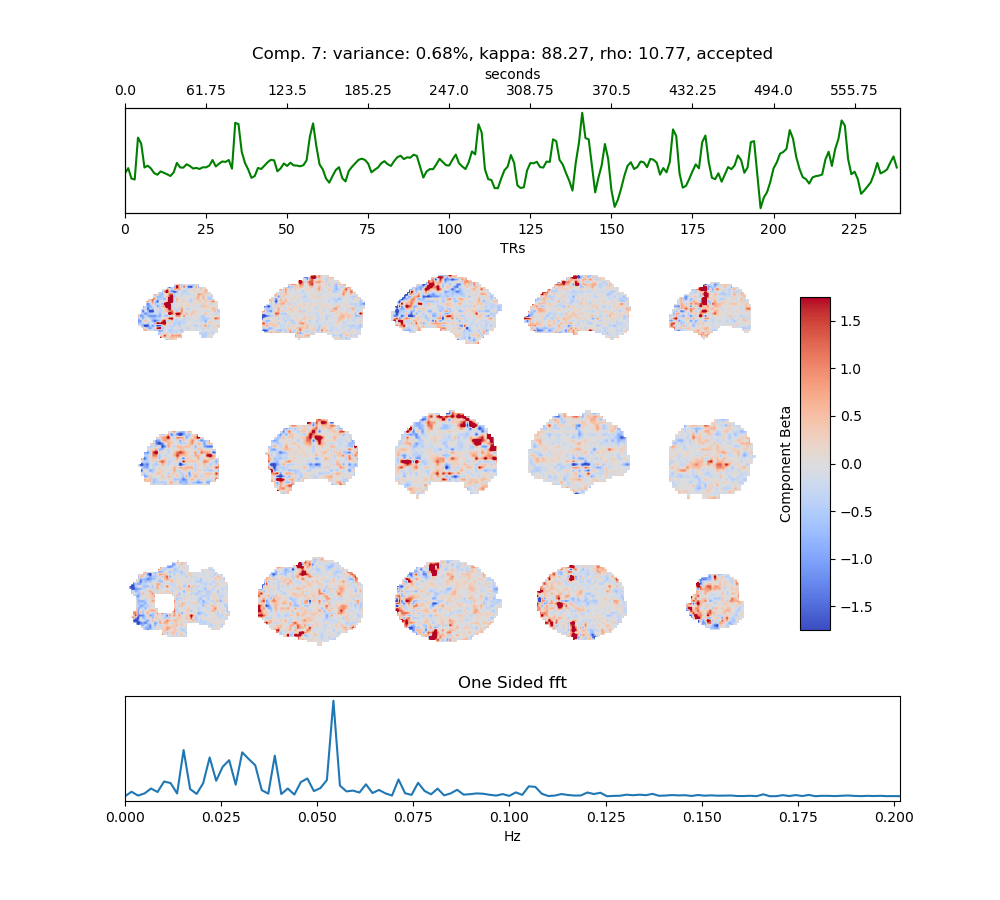 Comp. 7: variance: 0.68%, kappa: 88.27, rho: 10.77, accepted
seconds
0.0 61.75 123.5 185.25 247.0 308.75 370.5 432.25 494.0 555.75
0 25 50 75 100 125 150 175 200 225
TRs
1.5
1.0
0.5
0.0
−0.5
−1.0
−1.5
Component Beta
One Sided fft
0.000 0.025 0.050 0.075 0.100 0.125 0.150 0.175 0.200
Hz